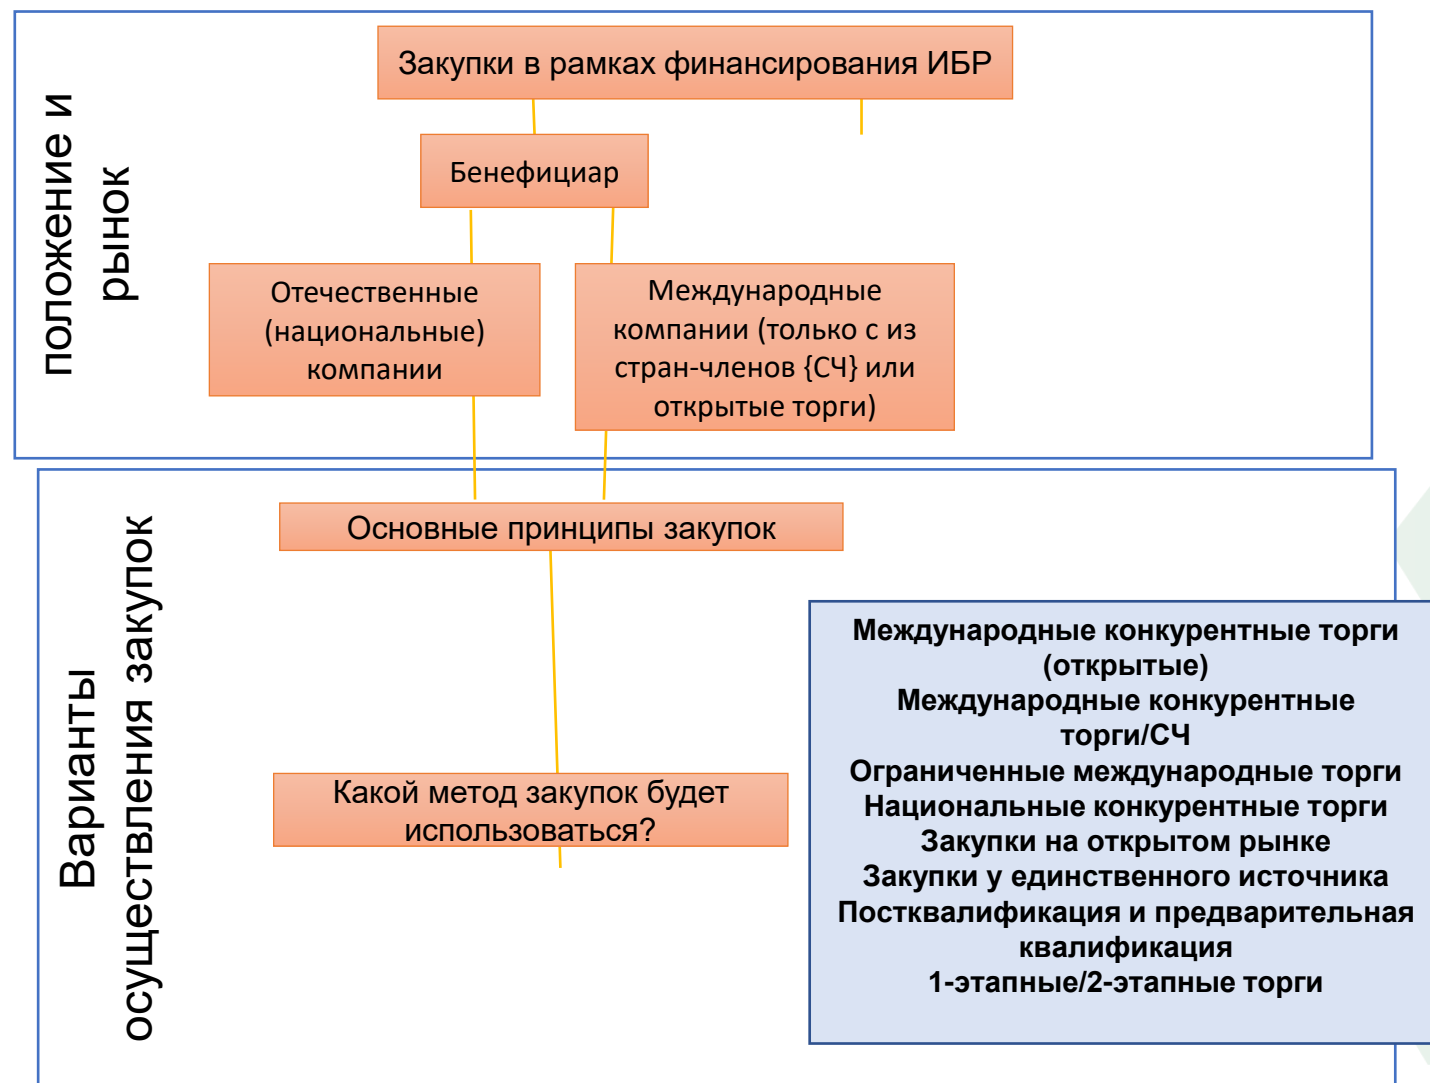 положение и
рынок
Закупки в рамках финансирования ИБР
Бенефициар
Отечественные
(национальные)
компании
Международные
компании (только с из
стран-членов {СЧ} или
открытые торги)
Варианты
осуществления закупок
Основные принципы закупок
Какой метод закупок будет
использоваться?
Международные конкурентные торги
(открытые)
Международные конкурентные
торги/СЧ
Ограниченные международные торги
Национальные конкурентные торги
Закупки на открытом рынке
Закупки у единственного источника
Постквалификация и предварительная
квалификация
1-этапные/2-этапные торги